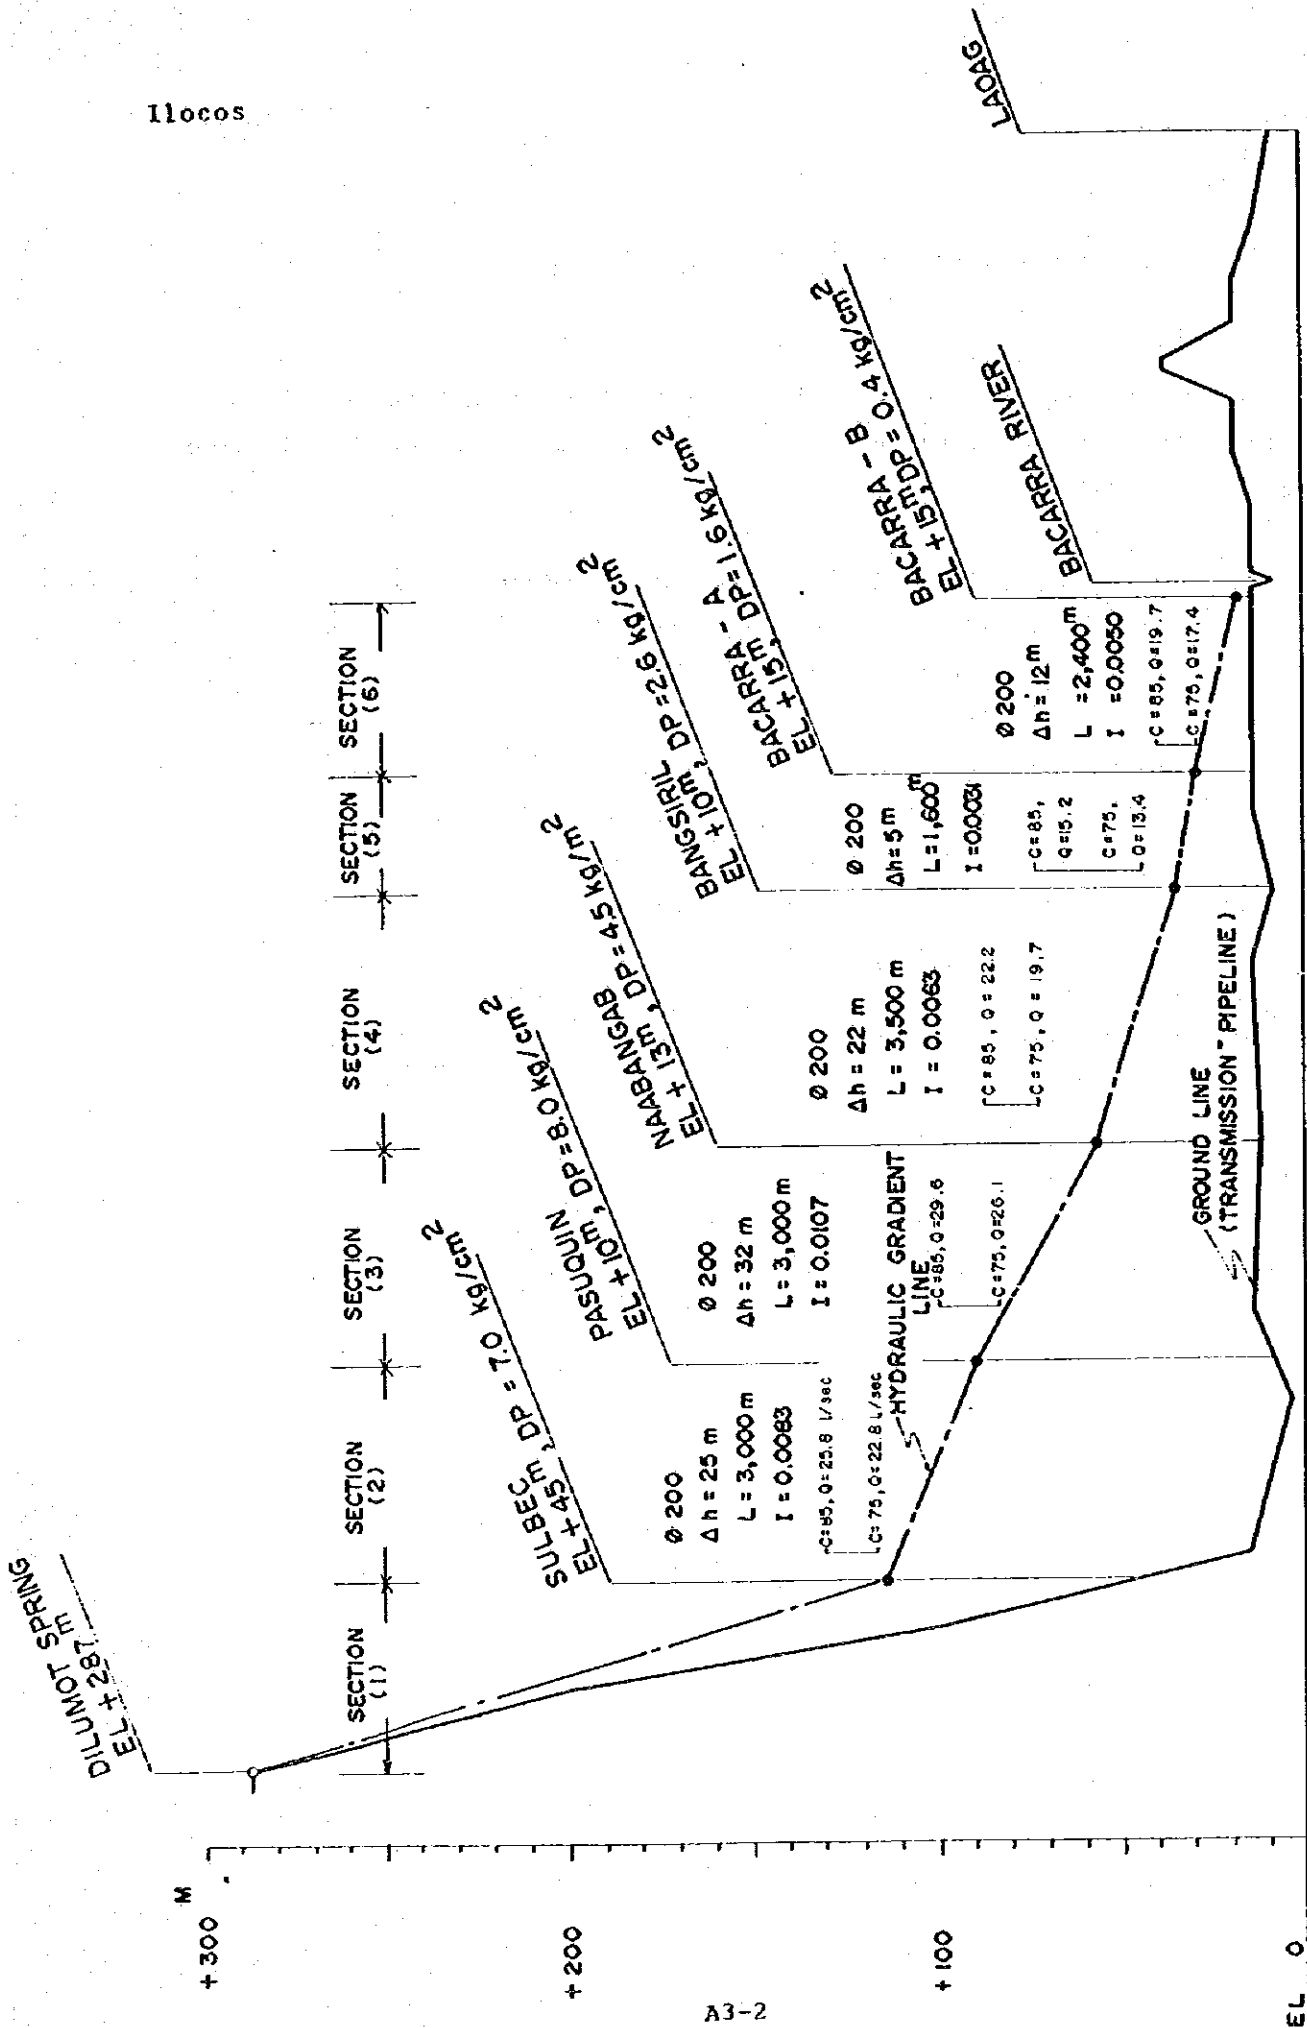 Ilocos
DILUMOT SPRING
EL + 287 m
SULBEC
EL + 45 m , DP = 7.0 kg/cm2
PASUQUIN
EL + 10 m , DP = 8.0 kg/cm2
NAABANGAB
EL + 13 m , DP = 4.5 kg/m2
BANGSIRIL
EL + 10 m , DP = 2.6 kg/cm2
BACARRA - A
EL + 15 m , DP = 1.6 kg/cm2
BACARRA - B
EL + 15 m , DP = 0.4 kg/cm2
BACARRA RIVER
LAOAG
SECTION
(1)
SECTION
(2)
SECTION
(3)
SECTION
(4)
SECTION
(5)
SECTION
(6)
Ø 200
Δh = 25 m
L = 3,000 m
I = 0.0083
C = 85, Q = 25.8 l/sec
C = 75, Q = 22.8 l/sec
Ø 200
Δh = 32 m
L = 3,000 m
I = 0.0107
C = 85, Q = 29.6
C = 75, Q = 26.1
Ø 200
Δh = 22 m
L = 3,500 m
I = 0.0063
C = 85, Q = 22.2
C = 75, Q = 19.7
Ø 200
Δh = 5 m
L = 1,600 m
I = 0.0031
C = 85,
Q = 15.2
C = 75,
Q = 13.4
Ø 200
Δh = 12 m
L = 2,400 m
I = 0.0050
C = 85, Q = 19.7
C = 75, Q = 17.4
HYDRAULIC GRADIENT
LINE
GROUND LINE
(TRANSMISSION PIPELINE)
+ 300 M
+ 200
+ 100
EL 0
A3-2